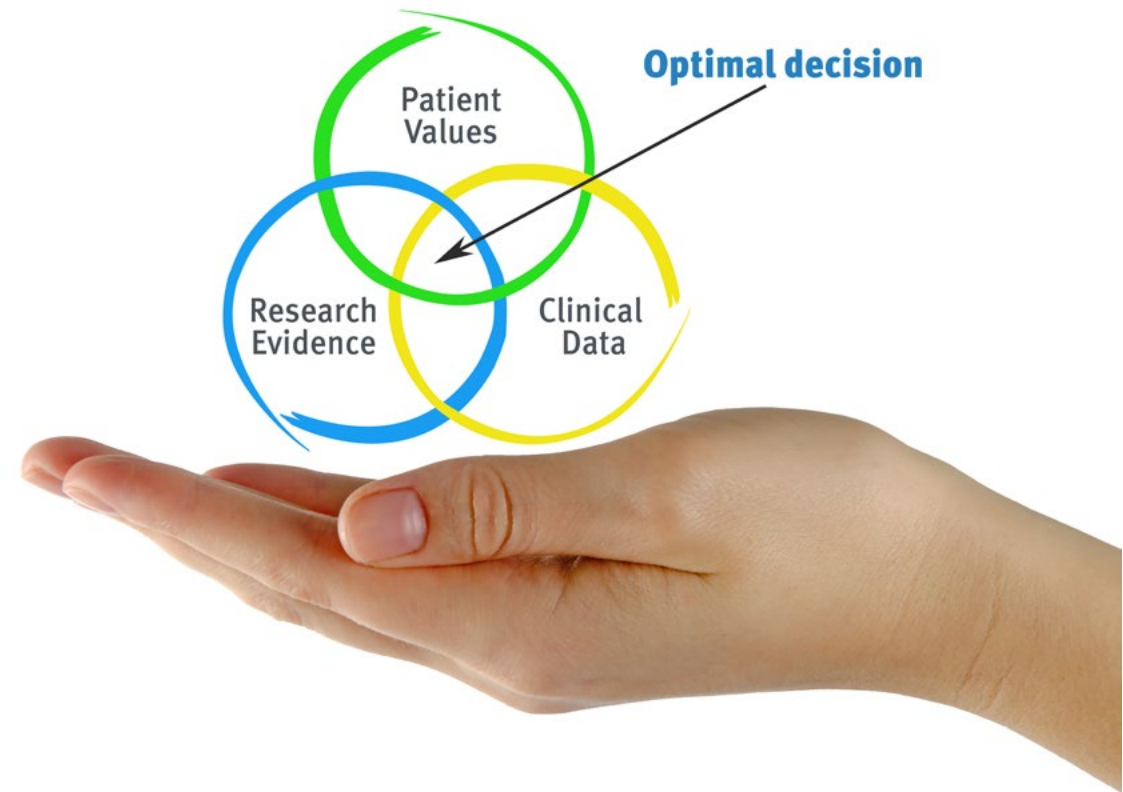 Optimal decision
Patient
Values
Research
Evidence
Clinical
Data